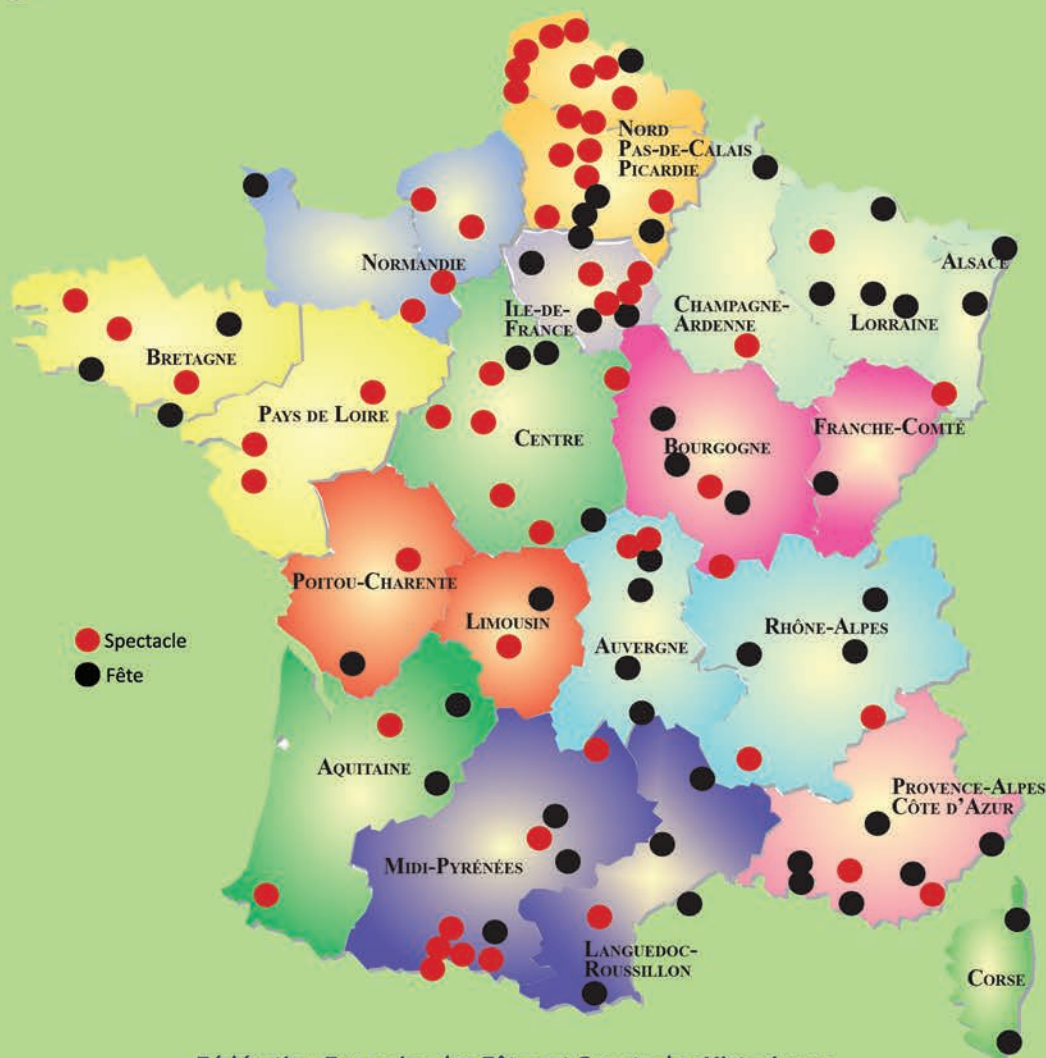 NORD
PAS-DE-CALAIS
PICARDIE
NORMANDIE
ILE-DE-
FRANCE
CHAMPAGNE-
ARDENNE
LORRAINE
ALSACE
BRETAGNE
PAYS DE LOIRE
CENTRE
BOURGOGNE
FRANCHE-COMTÉ
POITOU-CHARENTE
LIMOUSIN
AUVERGNE
RHÔNE-ALPES
Spectacle
Fête
AQUITAINE
MIDI-PYRÉNÉES
LANGUEDOC-
ROUSSILLON
PROVENCE-ALPES
CÔTE D'AZUR
CORSE